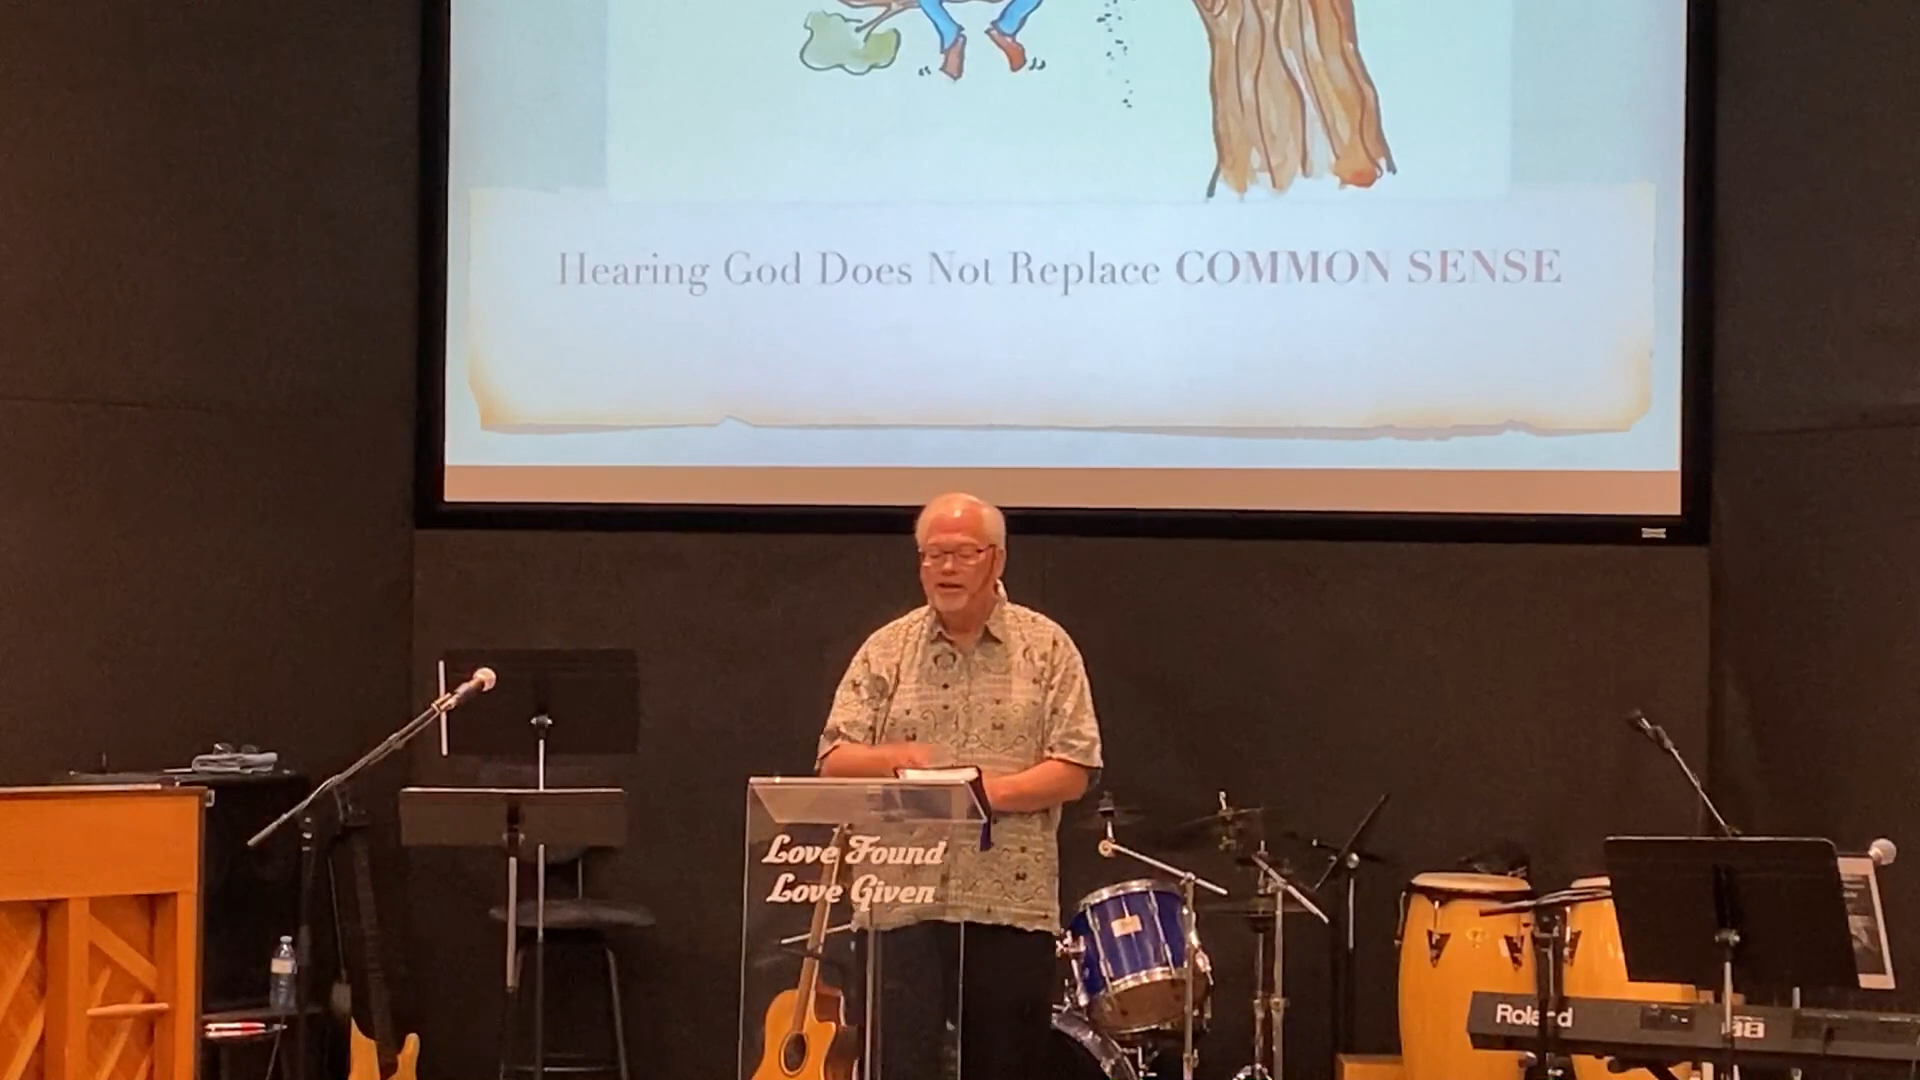 Hearing God Does Not Replace COMMON SENSE
Love Found
Love Given
Roland